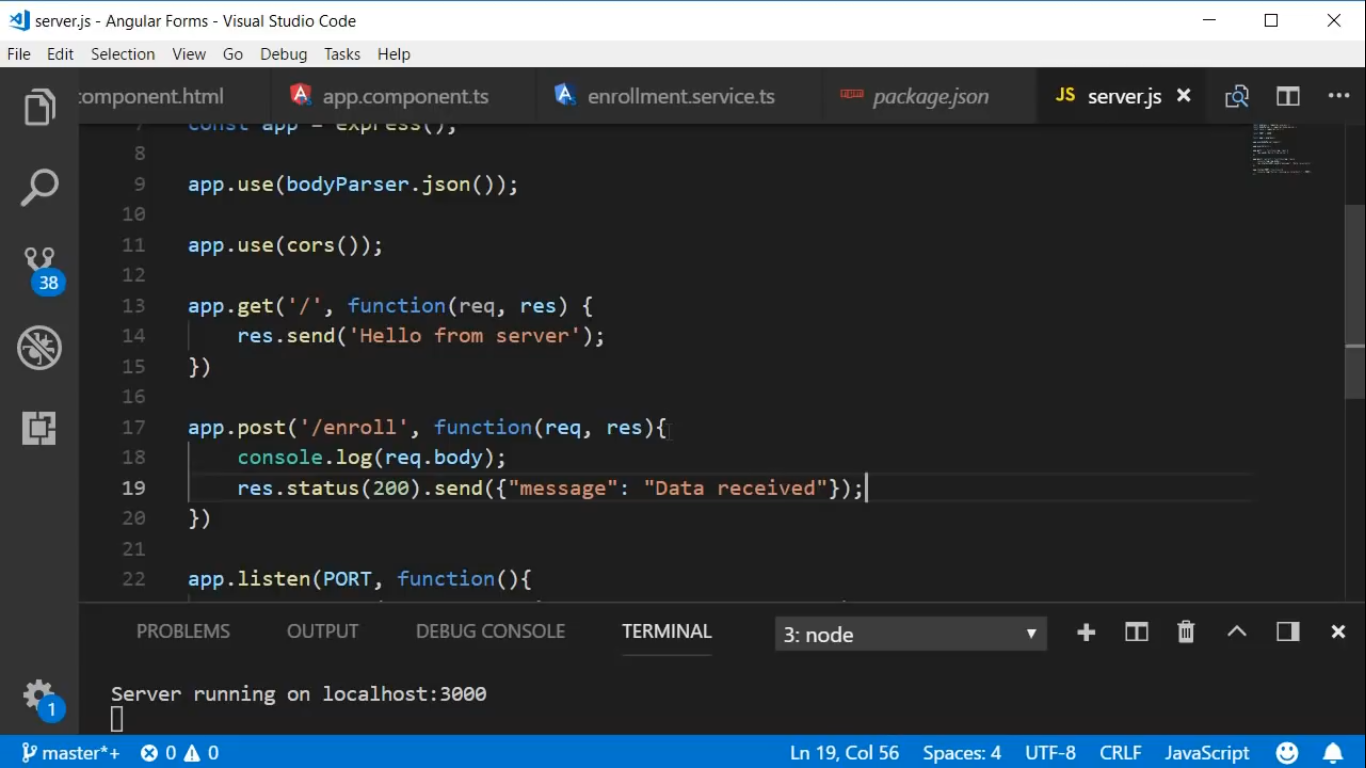 server.js - Angular Forms - Visual Studio Code
File Edit Selection View Go Debug Tasks Help
component.html app.component.ts enrollment.service.ts package.json JS server.js
7 const app = express();
8
9 app.use(bodyParser.json());
10
11 app.use(cors());
12
13 app.get('/', function(req, res) {
14 res.send('Hello from server');
15 })
16
17 app.post('/enroll', function(req, res){
18 console.log(req.body);
19 res.status(200).send({"message": "Data received"});
20 })
21
22 app.listen(PORT, function(){
38
1
PROBLEMS OUTPUT DEBUG CONSOLE TERMINAL 3: node
Server running on localhost:3000
master*+ 0 0 Ln 19, Col 56 Spaces: 4 UTF-8 CRLF JavaScript